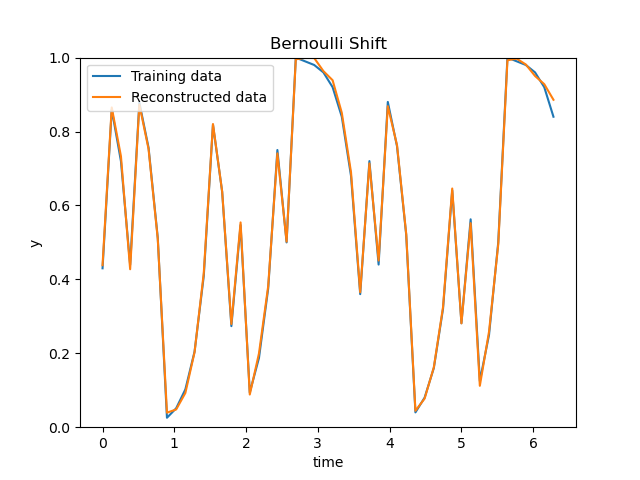 Bernoulli Shift
Training data
Reconstructed data
1.0
0.8
0.6
0.4
0.2
0.0
y
0 1 2 3 4 5 6
time